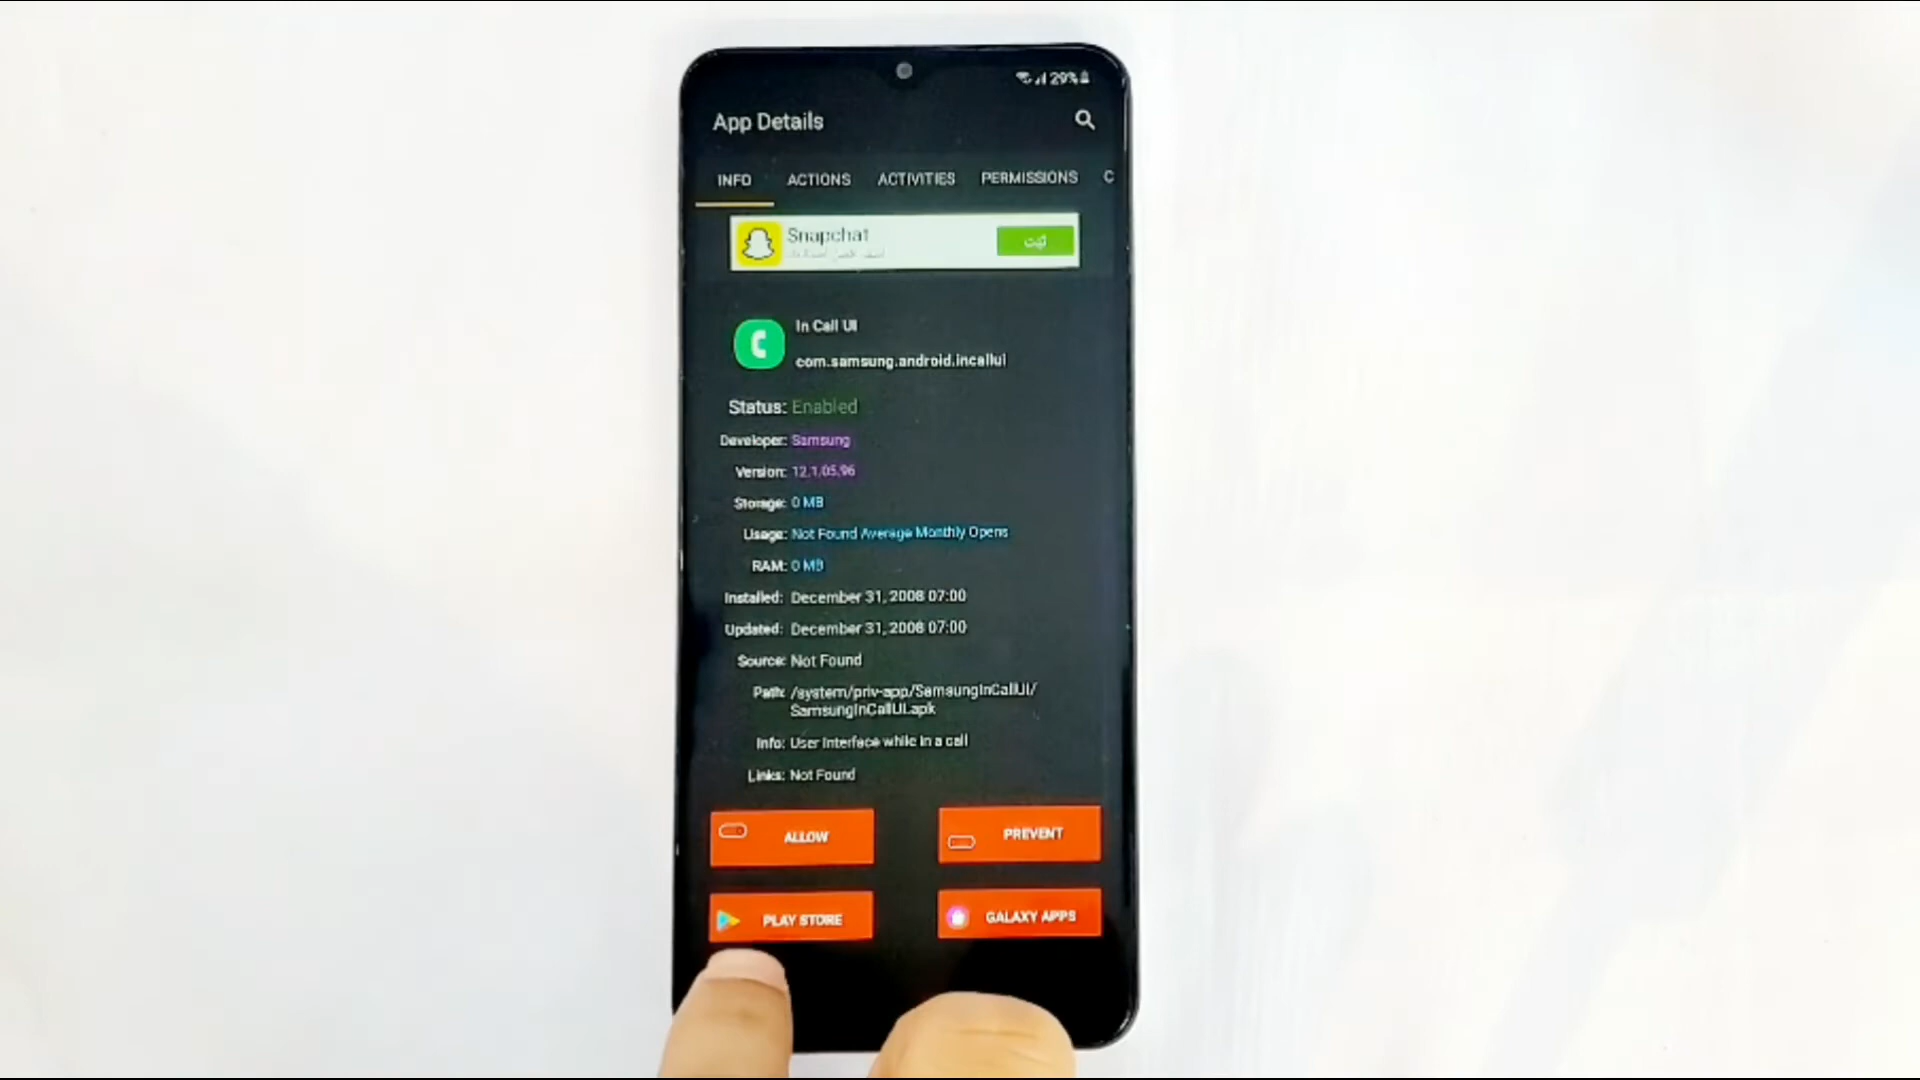 29%
App Details
INFO ACTIONS ACTIVITIES PERMISSIONS C
Snapchat
ثبت
In Call UI
com.samsung.android.incallui
Status: Enabled
Developer: Samsung
Version: 12.1.05.96
Storage: 0 MB
Usage: Not Found Average Monthly Opens
RAM: 0 MB
Installed: December 31, 2008 07:00
Updated: December 31, 2008 07:00
Source: Not Found
Path: /system/priv-app/SamsungInCallUI/
SamsungInCallUI.apk
Info: User Interface while in a call
Links: Not Found
ALLOW PREVENT
PLAY STORE GALAXY APPS